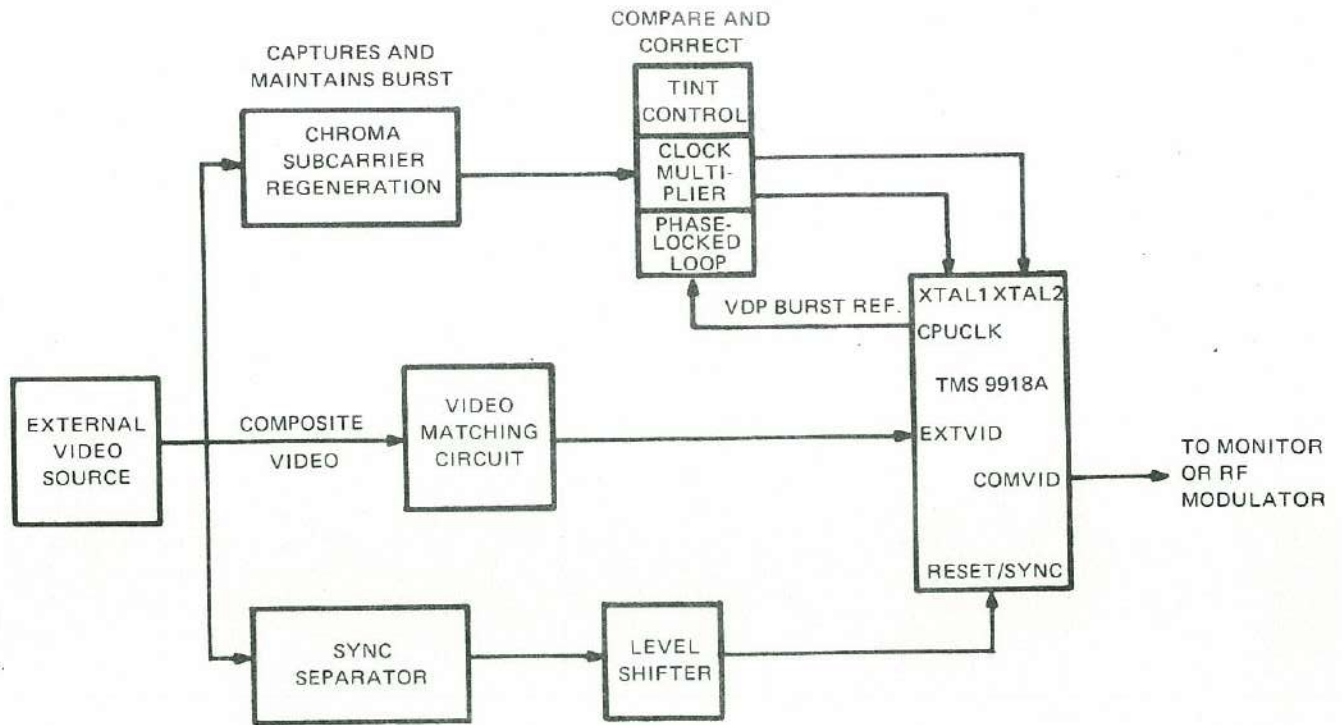 COMPARE AND
CORRECT
CAPTURES AND
MAINTAINS BURST
TINT
CONTROL
CHROMA
SUBCARRIER
REGENERATION
CLOCK
MULTI-
PLIER
PHASE-
LOCKED
LOOP
XTAL1 XTAL2
VDP BURST REF.
CPUCLK
TMS 9918A
EXTERNAL
VIDEO
SOURCE
COMPOSITE
VIDEO
VIDEO
MATCHING
CIRCUIT
EXTVID
COMVID
TO MONITOR
OR RF
MODULATOR
RESET/SYNC
SYNC
SEPARATOR
LEVEL
SHIFTER